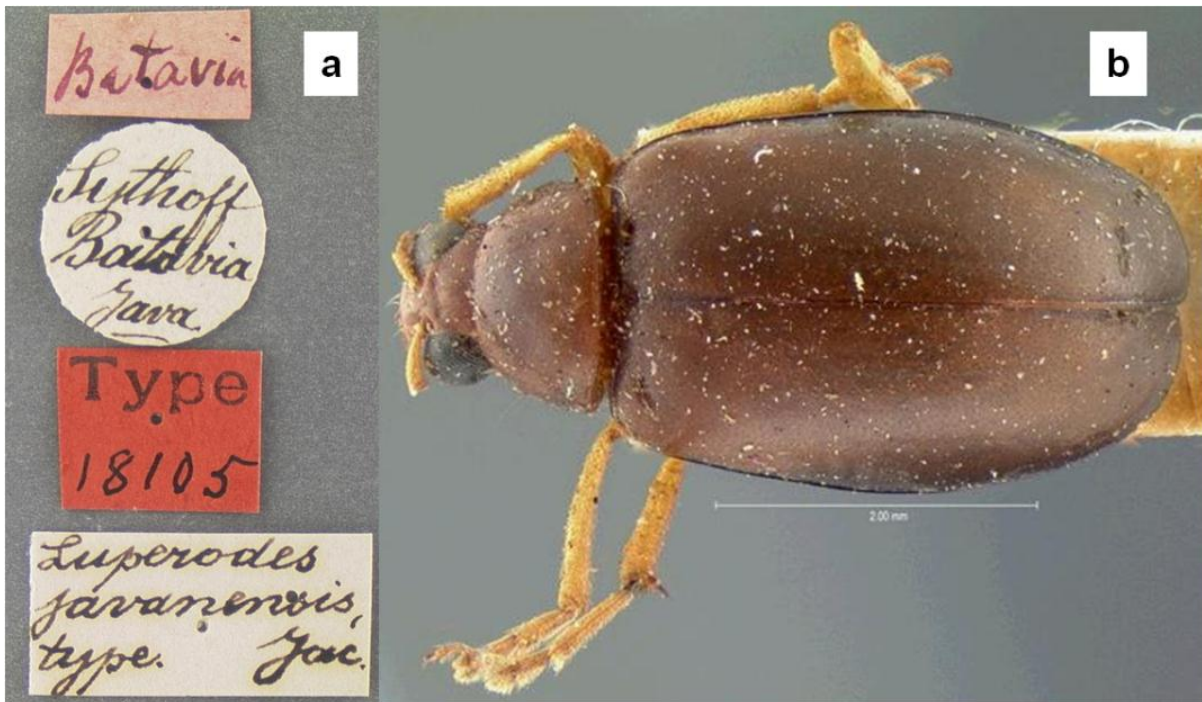 a
Batavia
Sythoff
Batavia
Java
Type
18105
Luperodes
javanensis,
type. Jac.
b
2.00 mm